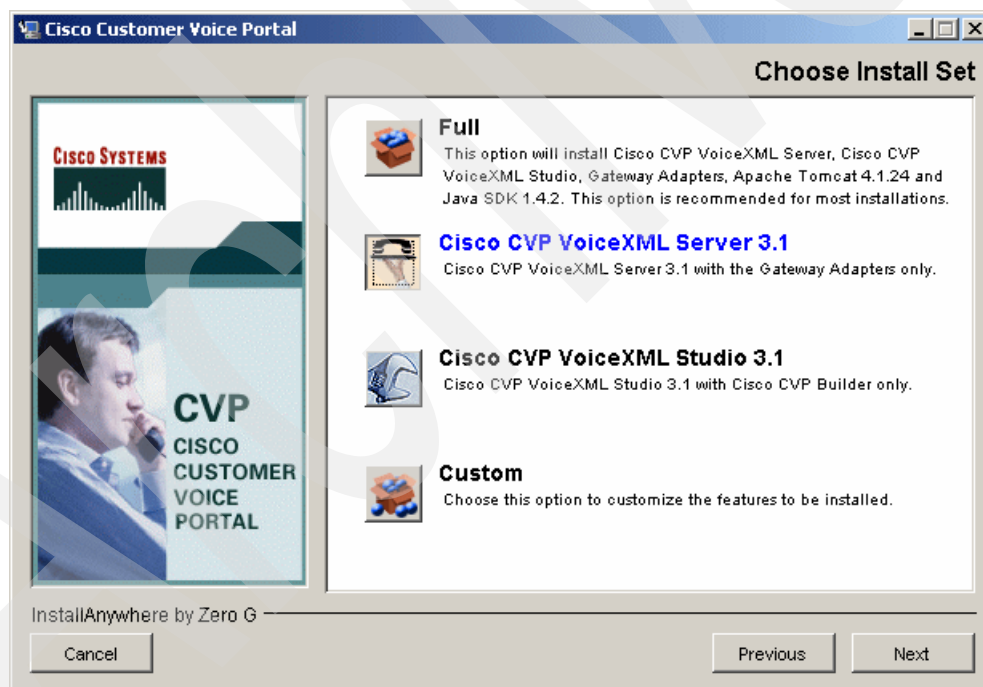 Cisco Customer Voice Portal
Choose Install Set
CISCO SYSTEMS
CVP
CISCO
CUSTOMER
VOICE
PORTAL
Full
This option will install Cisco CVP VoiceXML Server, Cisco CVP
VoiceXML Studio, Gateway Adapters, Apache Tomcat 4.1.24 and
Java SDK 1.4.2. This option is recommended for most installations.
Cisco CVP VoiceXML Server 3.1
Cisco CVP VoiceXML Server 3.1 with the Gateway Adapters only.
Cisco CVP VoiceXML Studio 3.1
Cisco CVP VoiceXML Studio 3.1 with Cisco CVP Builder only.
Custom
Choose this option to customize the features to be installed.
InstallAnywhere by Zero G
Cancel
Previous
Next